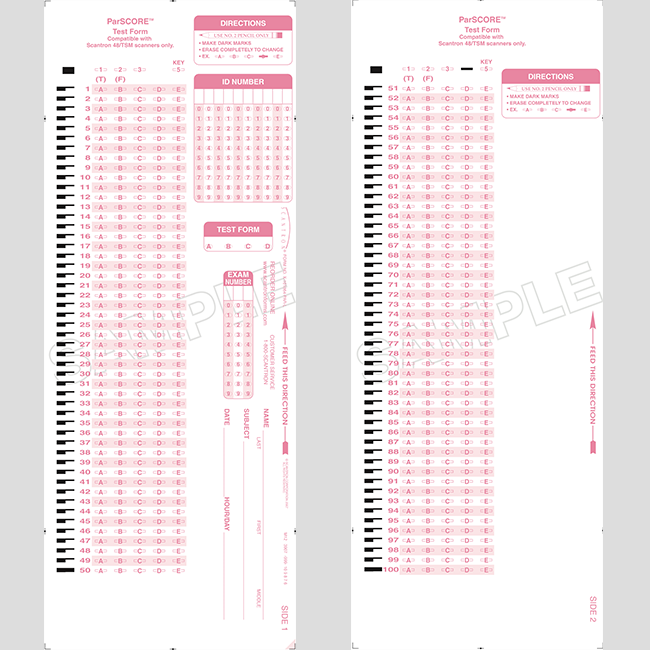 ParSCORE™
Test Form
Compatible with
Scantron 48/TSM scanners only.
KEY
<1> <2> <3> <5>
(T) (F)
1 A B C D E
2 A B C D E
3 A B C D E
4 A B C D E
5 A B C D E
6 A B C D E
7 A B C D E
8 A B C D E
9 A B C D E
10 A B C D E
11 A B C D E
12 A B C D E
13 A B C D E
14 A B C D E
15 A B C D E
16 A B C D E
17 A B C D E
18 A B C D E
19 A B C D E
20 A B C D E
21 A B C D E
22 A B C D E
23 A B C D E
24 A B C D E
25 A B C D E
26 A B C D E
27 A B C D E
28 A B C D E
29 A B C D E
30 A B C D E
31 A B C D E
32 A B C D E
33 A B C D E
34 A B C D E
35 A B C D E
36 A B C D E
37 A B C D E
38 A B C D E
39 A B C D E
40 A B C D E
41 A B C D E
42 A B C D E
43 A B C D E
44 A B C D E
45 A B C D E
46 A B C D E
47 A B C D E
48 A B C D E
49 A B C D E
50 A B C D E
DIRECTIONS
USE NO. 2 PENCIL ONLY
• MAKE DARK MARKS
• ERASE COMPLETELY TO CHANGE
• EX. A B C E
ID NUMBER
0 0 0 0 0 0 0 0 0 0
1 1 1 1 1 1 1 1 1 1
2 2 2 2 2 2 2 2 2 2
3 3 3 3 3 3 3 3 3 3
4 4 4 4 4 4 4 4 4 4
5 5 5 5 5 5 5 5 5 5
6 6 6 6 6 6 6 6 6 6
7 7 7 7 7 7 7 7 7 7
8 8 8 8 8 8 8 8 8 8
9 9 9 9 9 9 9 9 9 9
TEST FORM
A B C D
EXAM
NUMBER
0 0 0
1 1
2 2 2
3 3 3
4 4 4
5 5 5
6 6 6
7 7 7
8 8 8
9 9 9
REORDER ONLINE
CUSTOMER SERVICE
FEED THIS DIRECTION
NAME
LAST
FIRST
MIDDLE
SUBJECT
DATE
HOUR/DAY
SIDE 1
SAMPLE
ParSCORE™
Test Form
Compatible with
Scantron 48/TSM scanners only.
KEY
<1> <2> <3> <5>
51 A B C D E
52 A B C D E
53 A B C D E
54 A B C D E
55 A B C D E
56 A B C D E
57 A B C D E
58 A B C D E
59 A B C D E
60 A B C D E
61 A B C D E
62 A B C D E
63 A B C D E
64 A B C D E
65 A B C D E
66 A B C D E
67 A B C D E
68 A B C D E
69 A B C D E
70 A B C D E
71 A B C D E
72 A B C D E
73 A B C D E
74 A B C D E
75 A B C D E
76 A B C D E
77 A B C D E
78 A B C D E
79 A B C D E
80 A B C D E
81 A B C D E
82 A B C D E
83 A B C D E
84 A B C D E
85 A B C D E
86 A B C D E
87 A B C D E
88 A B C D E
89 A B C D E
90 A B C D E
91 A B C D E
92 A B C D E
93 A B C D E
94 A B C D E
95 A B C D E
96 A B C D E
97 A B C D E
98 A B C D E
99 A B C D E
100 A B C D E
DIRECTIONS
USE NO. 2 PENCIL ONLY
• MAKE DARK MARKS
• ERASE COMPLETELY TO CHANGE
• EX. A B C E
FEED THIS DIRECTION
SIDE 2
SAMPLE